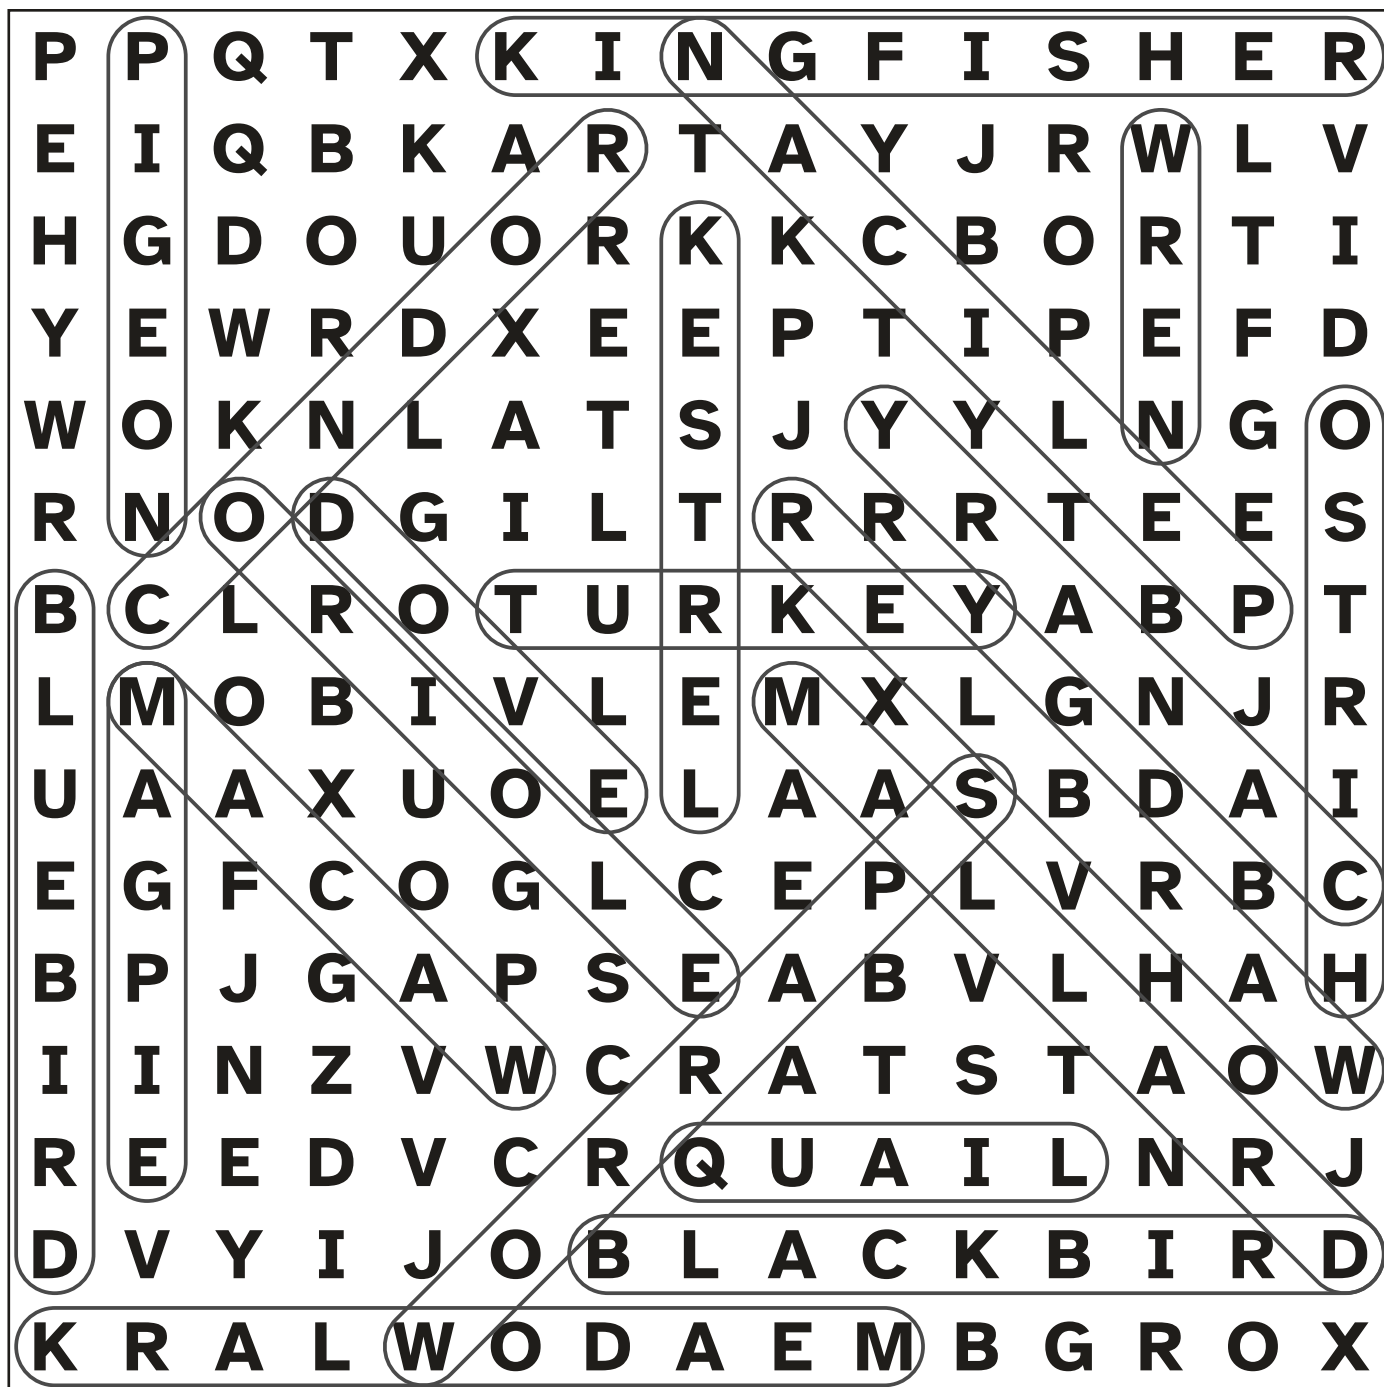 P P Q T X K I N G F I S H E R
E I Q B K A R T A Y J R W L V
H G D O U O R K K C B O R T I
Y E W R D X E E P T I P E F D
W O K N L A T S J Y Y L N G O
R N O D G I L T R R R T E E S
B C L R O T U R K E Y A B P T
L M O B I V L E M X L G N J R
U A A X U O E L A A S B D A I
E G F C O G L C E P L V R B C
B P J G A P S E A B V L H A H
I I N Z V W C R A T S T A O W
R E E D V C R Q U A I L N R J
D V Y I J O B L A C K B I R D
K R A L W O D A E M B G R O X